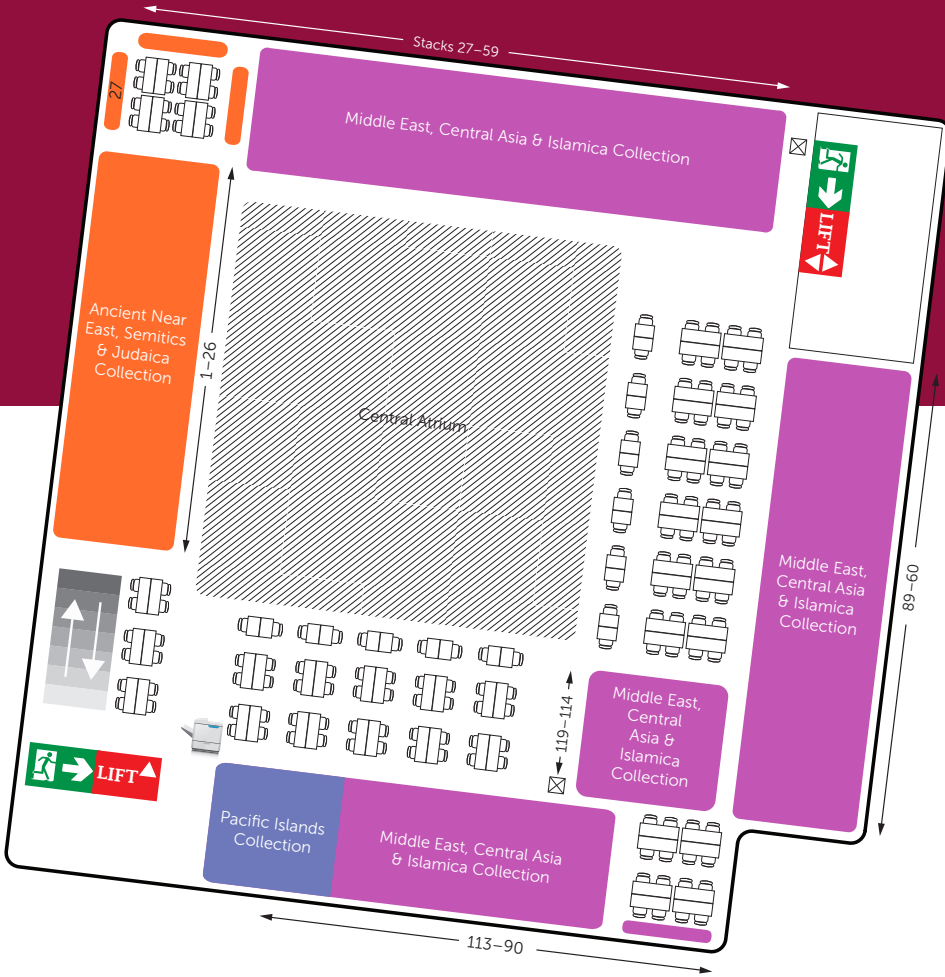 Stacks 27–59
27
Middle East, Central Asia & Islamica Collection
LIFT
Ancient Near
East, Semitics
& Judaica
Collection
1–26
Central Atrium
Middle East,
Central Asia
& Islamica
Collection
89–60
Middle East,
Central
Asia &
Islamica
Collection
119–114
LIFT
Pacific Islands
Collection
Middle East, Central Asia
& Islamica Collection
113–90